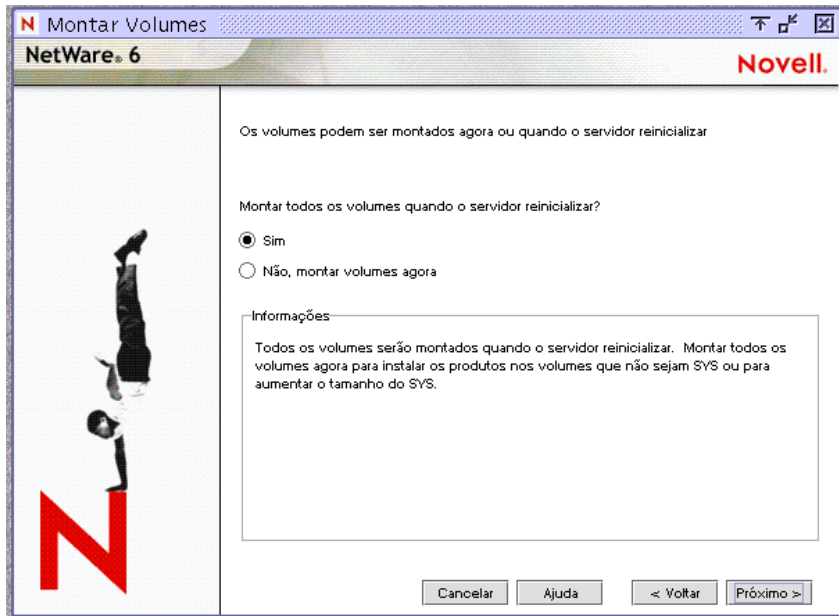 N Montar Volumes
NetWare® 6
Novell®
Os volumes podem ser montados agora ou quando o servidor reinicializar
Montar todos os volumes quando o servidor reinicializar?
Sim
Não, montar volumes agora
Informações
Todos os volumes serão montados quando o servidor reinicializar. Montar todos os
volumes agora para instalar os produtos nos volumes que não sejam SYS ou para
aumentar o tamanho do SYS.
N
Cancelar
Ajuda
< Voltar
Próximo >